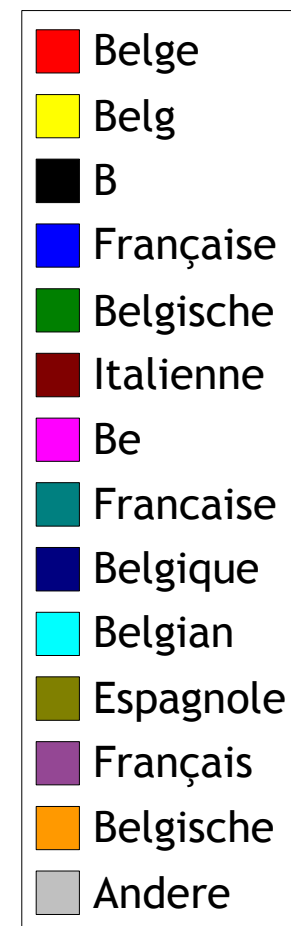 Belge
Belg
B
Française
Belgische
Italienne
Be
Francaise
Belgique
Belgian
Espagnole
Français
Belgische
Andere